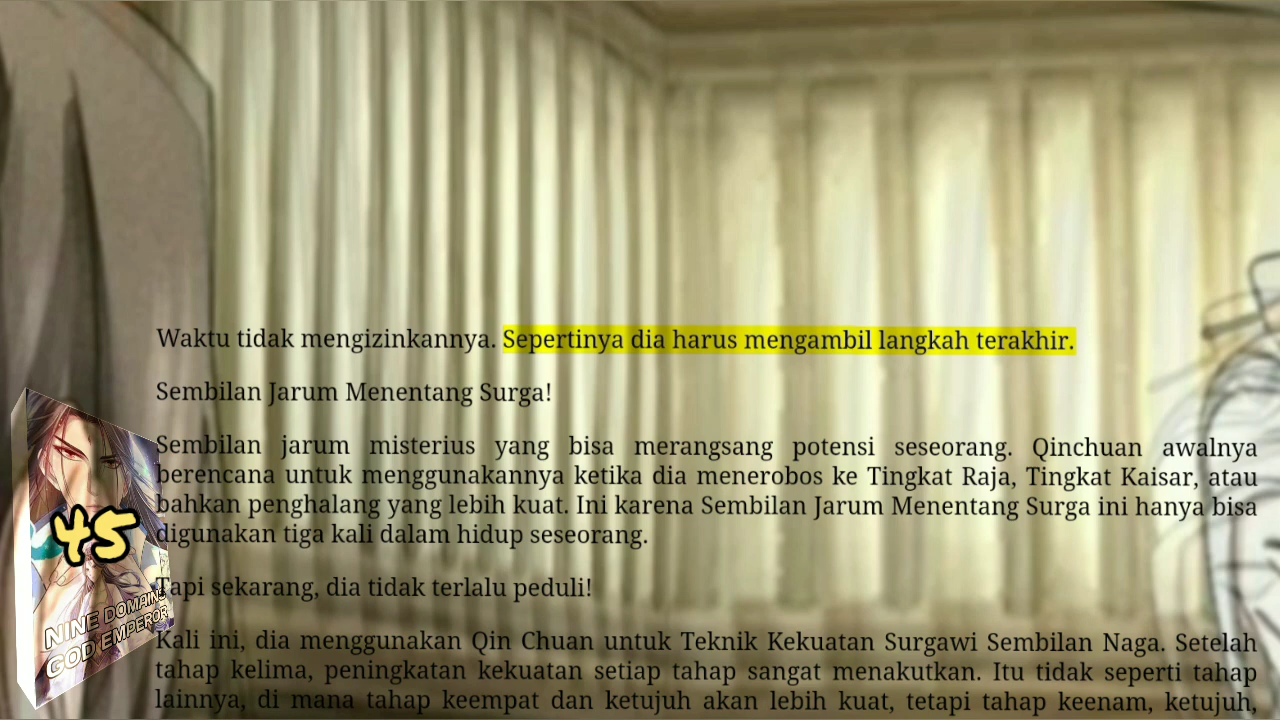 Waktu tidak mengizinkannya. Sepertinya dia harus mengambil langkah terakhir.
Sembilan Jarum Menentang Surga!
Sembilan jarum misterius yang bisa merangsang potensi seseorang. Qinchuan awalnya
berencana untuk menggunakannya ketika dia menerobos ke Tingkat Raja, Tingkat Kaisar, atau
bahkan penghalang yang lebih kuat. Ini karena Sembilan Jarum Menentang Surga ini hanya bisa
digunakan tiga kali dalam hidup seseorang.
Tapi sekarang, dia tidak terlalu peduli!
Kali ini, dia menggunakan Qin Chuan untuk Teknik Kekuatan Surgawi Sembilan Naga. Setelah
tahap kelima, peningkatan kekuatan setiap tahap sangat menakutkan. Itu tidak seperti tahap
lainnya, di mana tahap keempat dan ketujuh akan lebih kuat, tetapi tahap keenam, ketujuh,
45
NINE DOMAINS
GOD EMPEROR